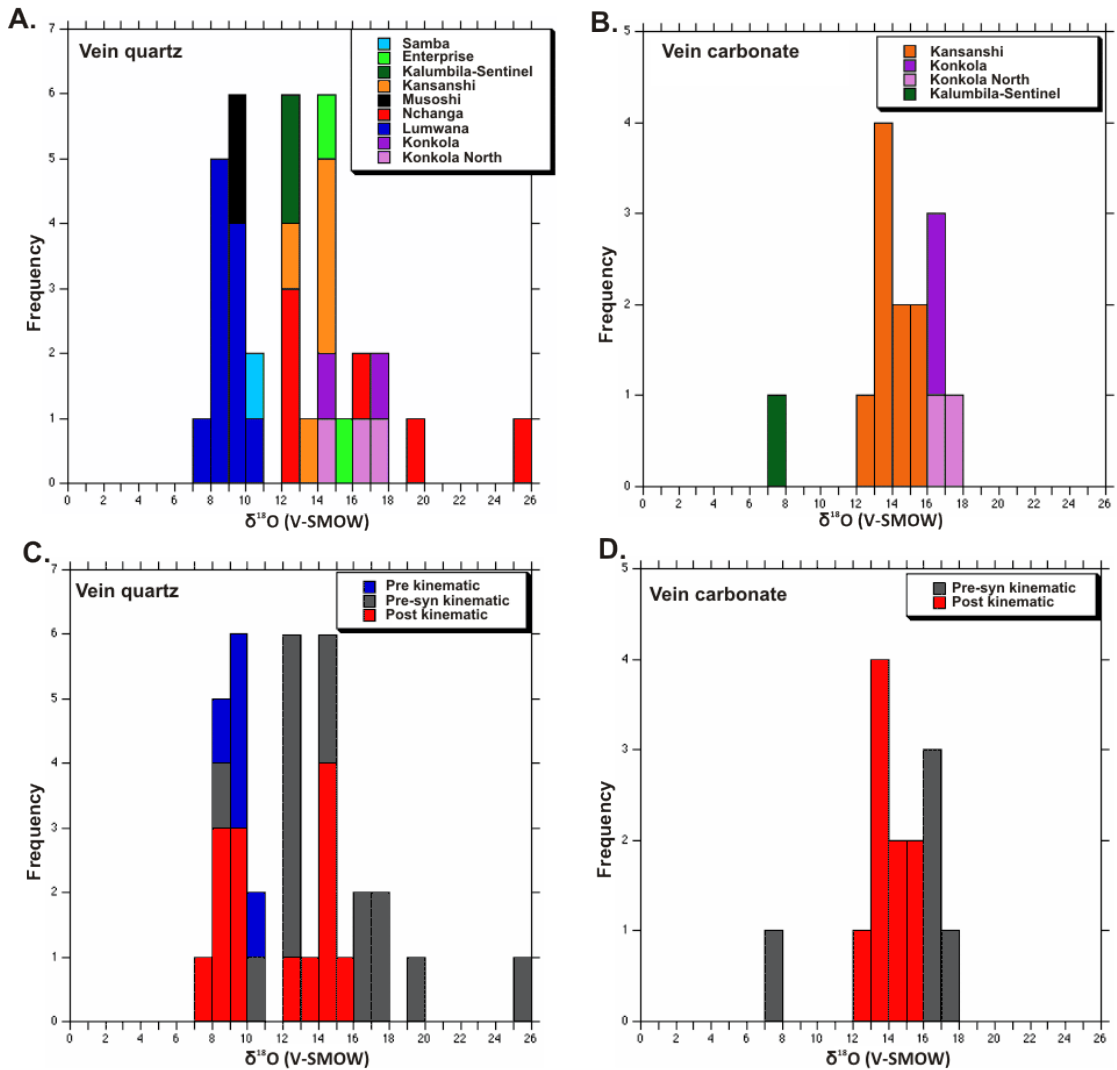 A.
Vein quartz
Samba
Enterprise
Kalumbila-Sentinel
Kansanshi
Musoshi
Nchanga
Lumwana
Konkola
Konkola North
7
6
5
4
3
2
1
0
Frequency
0 2 4 6 8 10 12 14 16 18 20 22 24 26
δ¹⁸O (V-SMOW)
B.
Vein carbonate
Kansanshi
Konkola
Konkola North
Kalumbila-Sentinel
5
4
3
2
1
0
Frequency
0 2 4 6 8 10 12 14 16 18 20 22 24 26
δ¹⁸O (V-SMOW)
C.
Vein quartz
Pre kinematic
Pre-syn kinematic
Post kinematic
7
6
5
4
3
2
1
0
Frequency
0 2 4 6 8 10 12 14 16 18 20 22 24 26
δ¹⁸O (V-SMOW)
D.
Vein carbonate
Pre-syn kinematic
Post kinematic
5
4
3
2
1
0
Frequency
0 2 4 6 8 10 12 14 16 18 20 22 24 26
δ¹⁸O (V-SMOW)